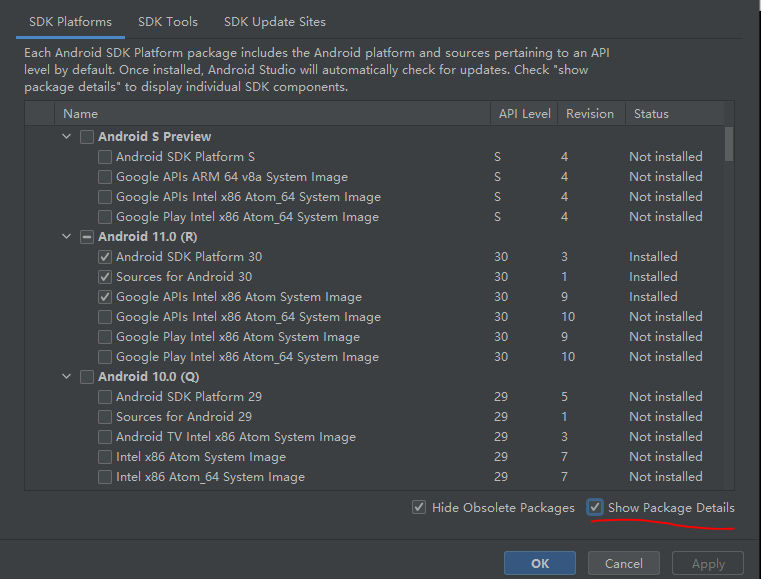 SDK Platforms SDK Tools SDK Update Sites
Each Android SDK Platform package includes the Android platform and sources pertaining to an API
level by default. Once installed, Android Studio will automatically check for updates. Check "show
package details" to display individual SDK components.
Name API Level Revision Status
Android S Preview
Android SDK Platform S S 4 Not installed
Google APIs ARM 64 v8a System Image S 4 Not installed
Google APIs Intel x86 Atom_64 System Image S 4 Not installed
Google Play Intel x86 Atom_64 System Image S 4 Not installed
Android 11.0 (R)
Android SDK Platform 30 30 3 Installed
Sources for Android 30 30 1 Installed
Google APIs Intel x86 Atom System Image 30 9 Installed
Google APIs Intel x86 Atom_64 System Image 30 10 Not installed
Google Play Intel x86 Atom System Image 30 9 Not installed
Google Play Intel x86 Atom_64 System Image 30 10 Not installed
Android 10.0 (Q)
Android SDK Platform 29 29 5 Not installed
Sources for Android 29 29 1 Not installed
Android TV Intel x86 Atom System Image 29 3 Not installed
Intel x86 Atom System Image 29 7 Not installed
Intel x86 Atom_64 System Image 29 7 Not installed
Hide Obsolete Packages Show Package Details
OK Cancel Apply